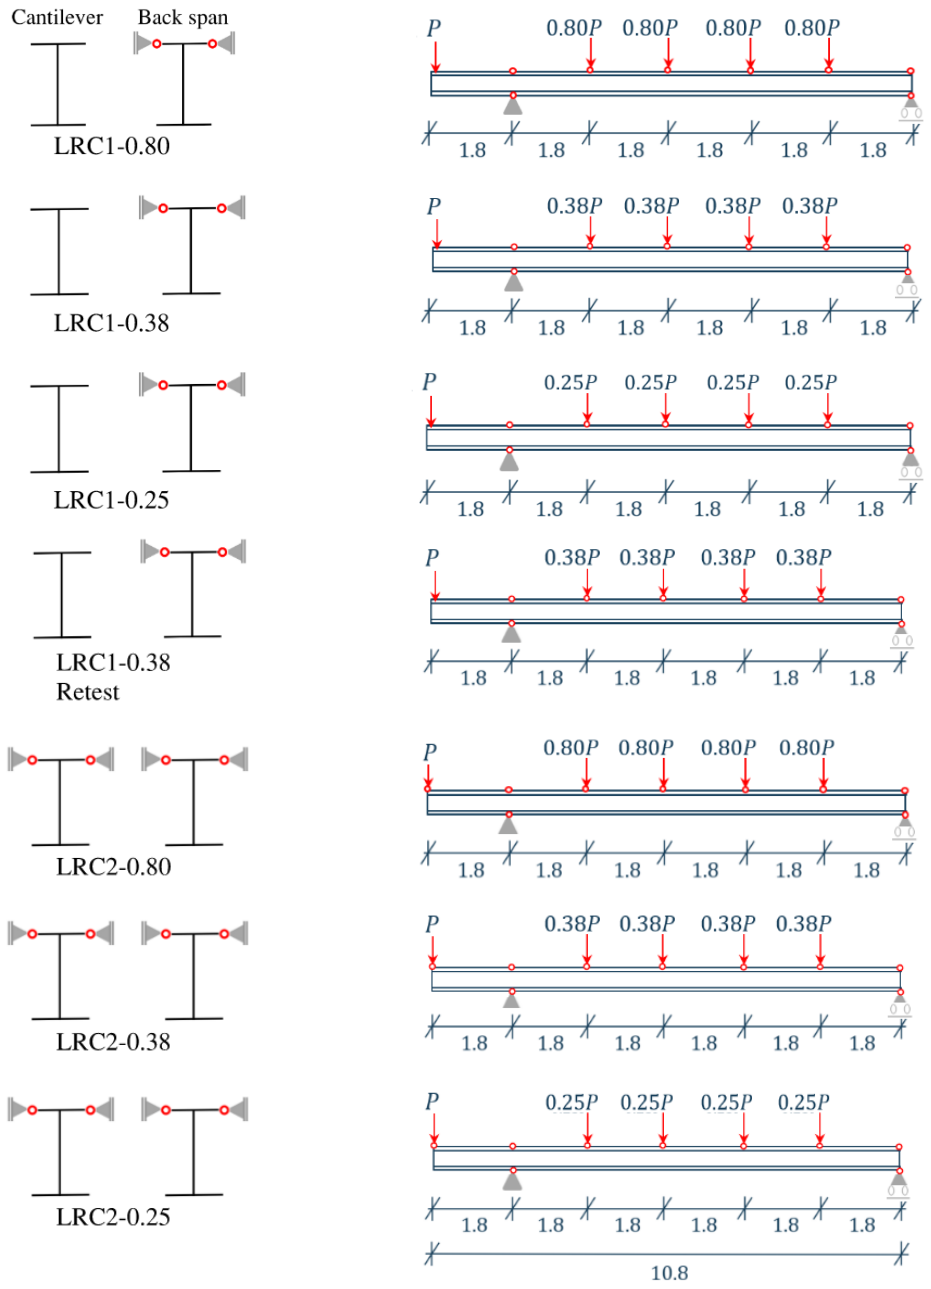 Cantilever Back span
P 0.80P 0.80P 0.80P 0.80P
1.8 1.8 1.8 1.8 1.8 1.8
LRC1-0.80
P 0.38P 0.38P 0.38P 0.38P
1.8 1.8 1.8 1.8 1.8 1.8
LRC1-0.38
P 0.25P 0.25P 0.25P 0.25P
1.8 1.8 1.8 1.8 1.8 1.8
LRC1-0.25
P 0.38P 0.38P 0.38P 0.38P
1.8 1.8 1.8 1.8 1.8 1.8
LRC1-0.38
Retest
P 0.80P 0.80P 0.80P 0.80P
1.8 1.8 1.8 1.8 1.8 1.8
LRC2-0.80
P 0.38P 0.38P 0.38P 0.38P
1.8 1.8 1.8 1.8 1.8 1.8
LRC2-0.38
P 0.25P 0.25P 0.25P 0.25P
1.8 1.8 1.8 1.8 1.8 1.8
LRC2-0.25
10.8